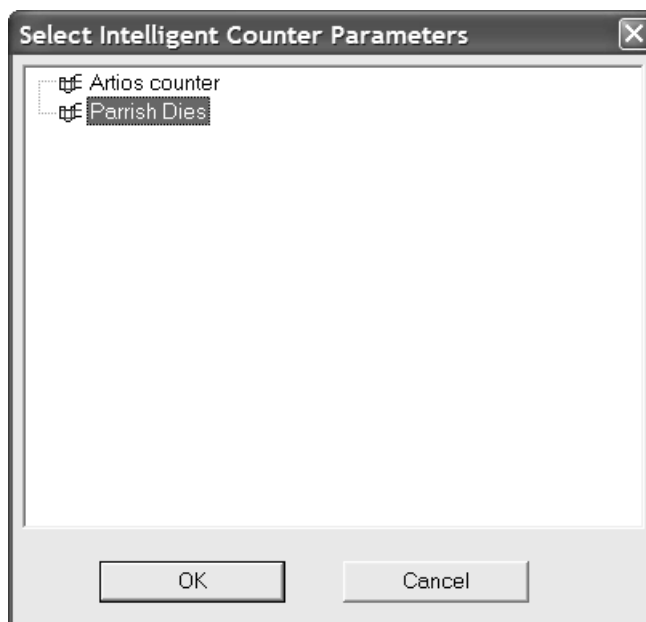 Select Intelligent Counter Parameters
Artios counter
Parrish Dies
OK
Cancel